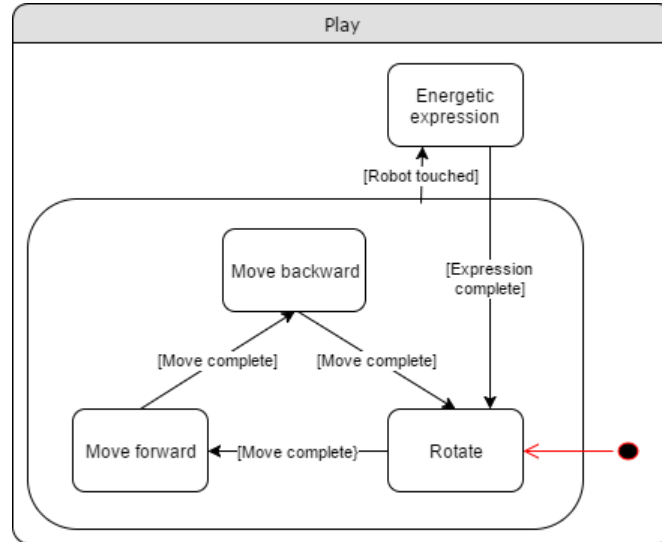 Play
Energetic
expression
[Robot touched]
[Expression
complete]
Move backward
[Move complete]
[Move complete]
Move forward
[Move complete}
Rotate